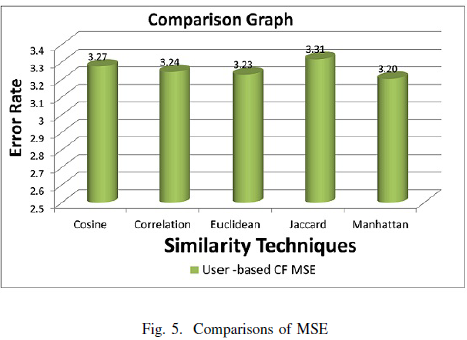 Comparison Graph
Error Rate
3.4
3.3
3.2
3.1
3
2.9
2.8
2.7
2.6
2.5
3.27
3.24
3.23
3.31
3.20
Cosine Correlation Euclidean Jaccard Manhattan
Similarity Techniques
User -based CF MSE
Fig. 5. Comparisons of MSE